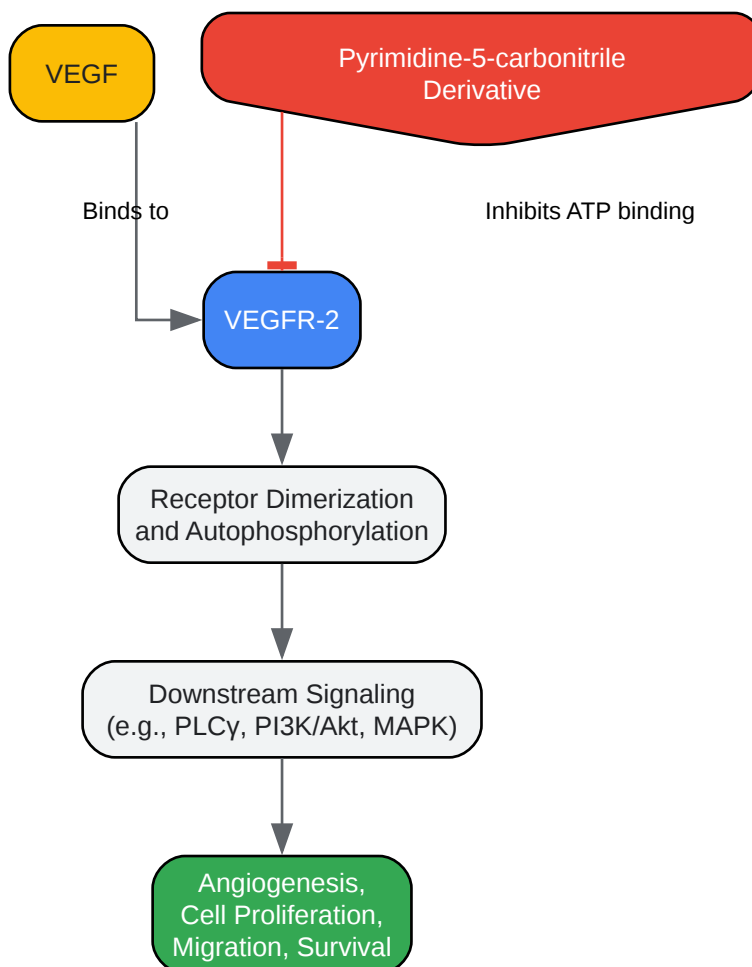 VEGF
Pyrimidine-5-carbonitrile
Derivative
Binds to
Inhibits ATP binding
VEGFR-2
Receptor Dimerization
and Autophosphorylation
Downstream Signaling
(e.g., PLCγ, PI3K/Akt, MAPK)
Angiogenesis,
Cell Proliferation,
Migration, Survival